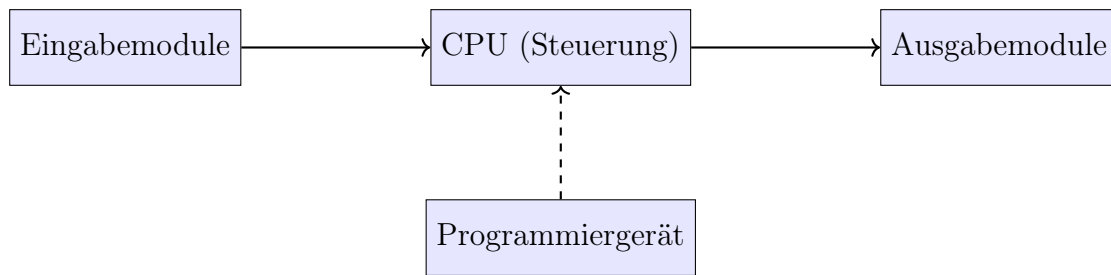 Eingabemodule
CPU (Steuerung)
Ausgabemodule
Programmiergerät